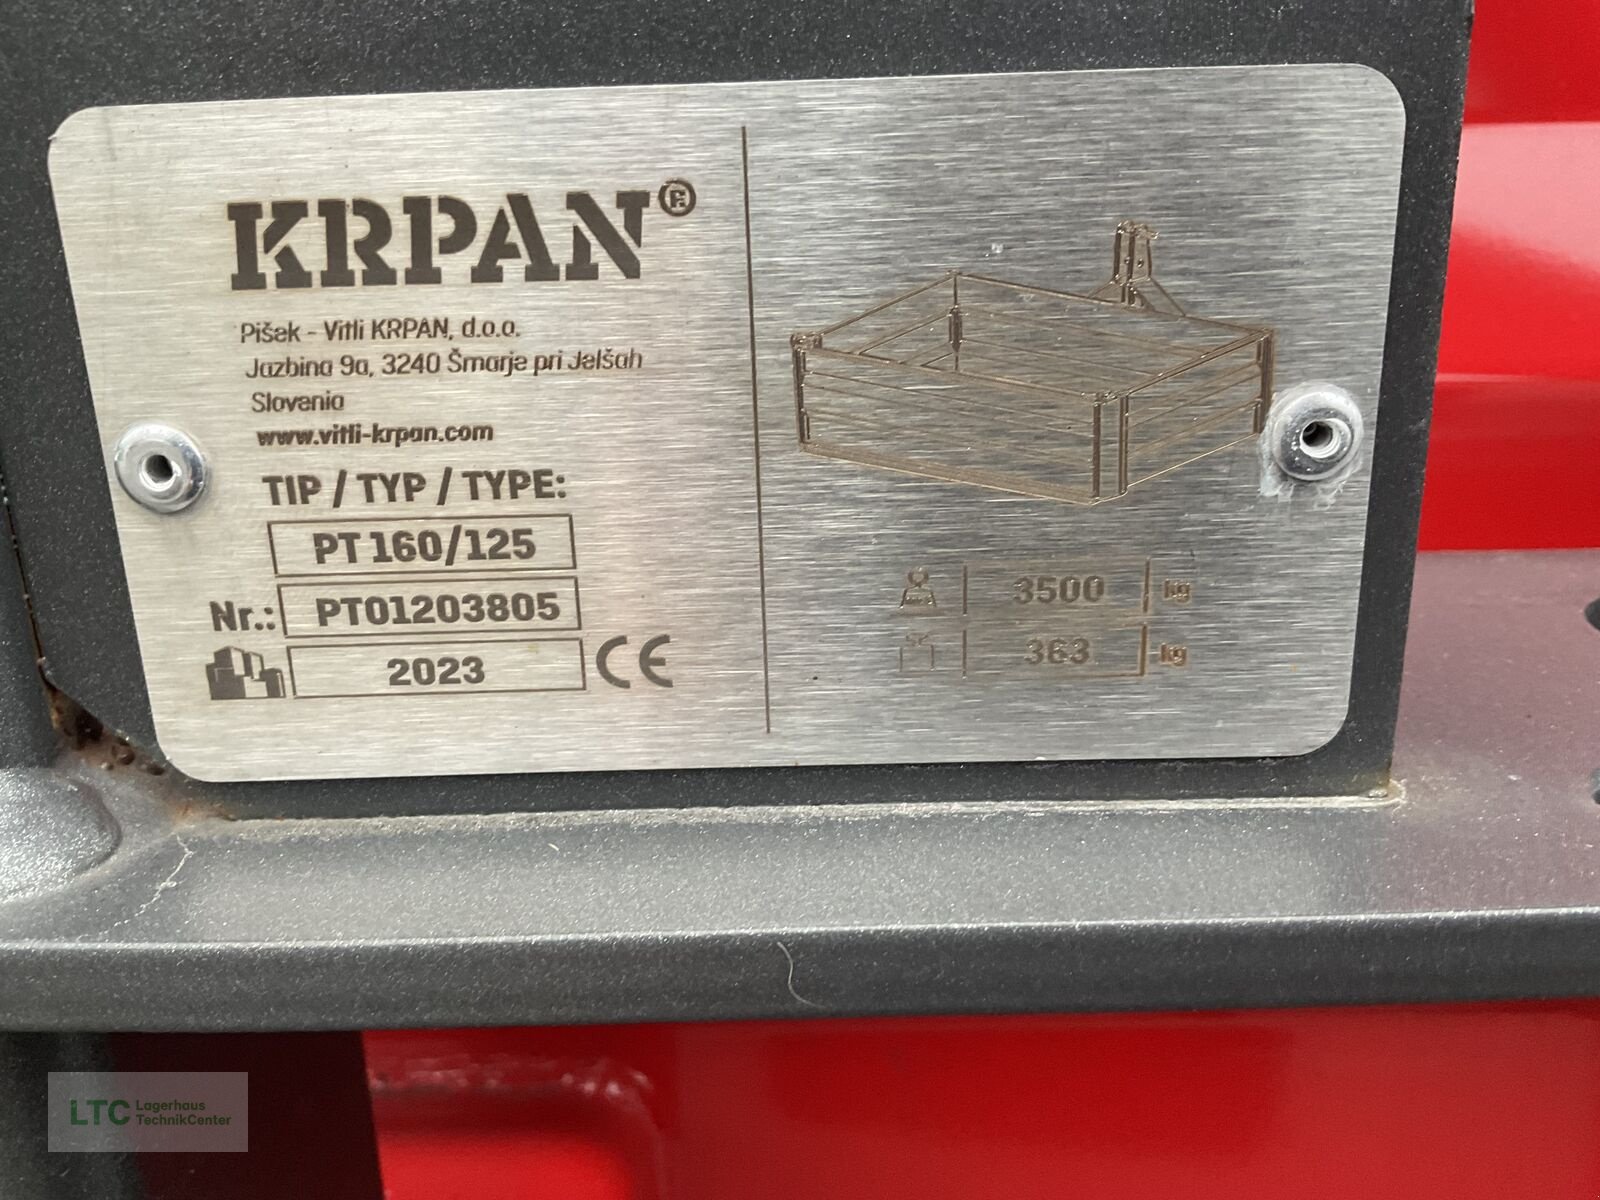 KRPAN®
Pišek - Vitli KRPAN, d.o.o.
Jazbina 9a, 3240 Šmarje pri Jelšah
Slovenia
www.vitli-krpan.com
TIP / TYP / TYPE:
PT 160/125
Nr.: PT01203805
2023 CE
3500 kg
363 kg
LTC Lagerhaus
TechnikCenter